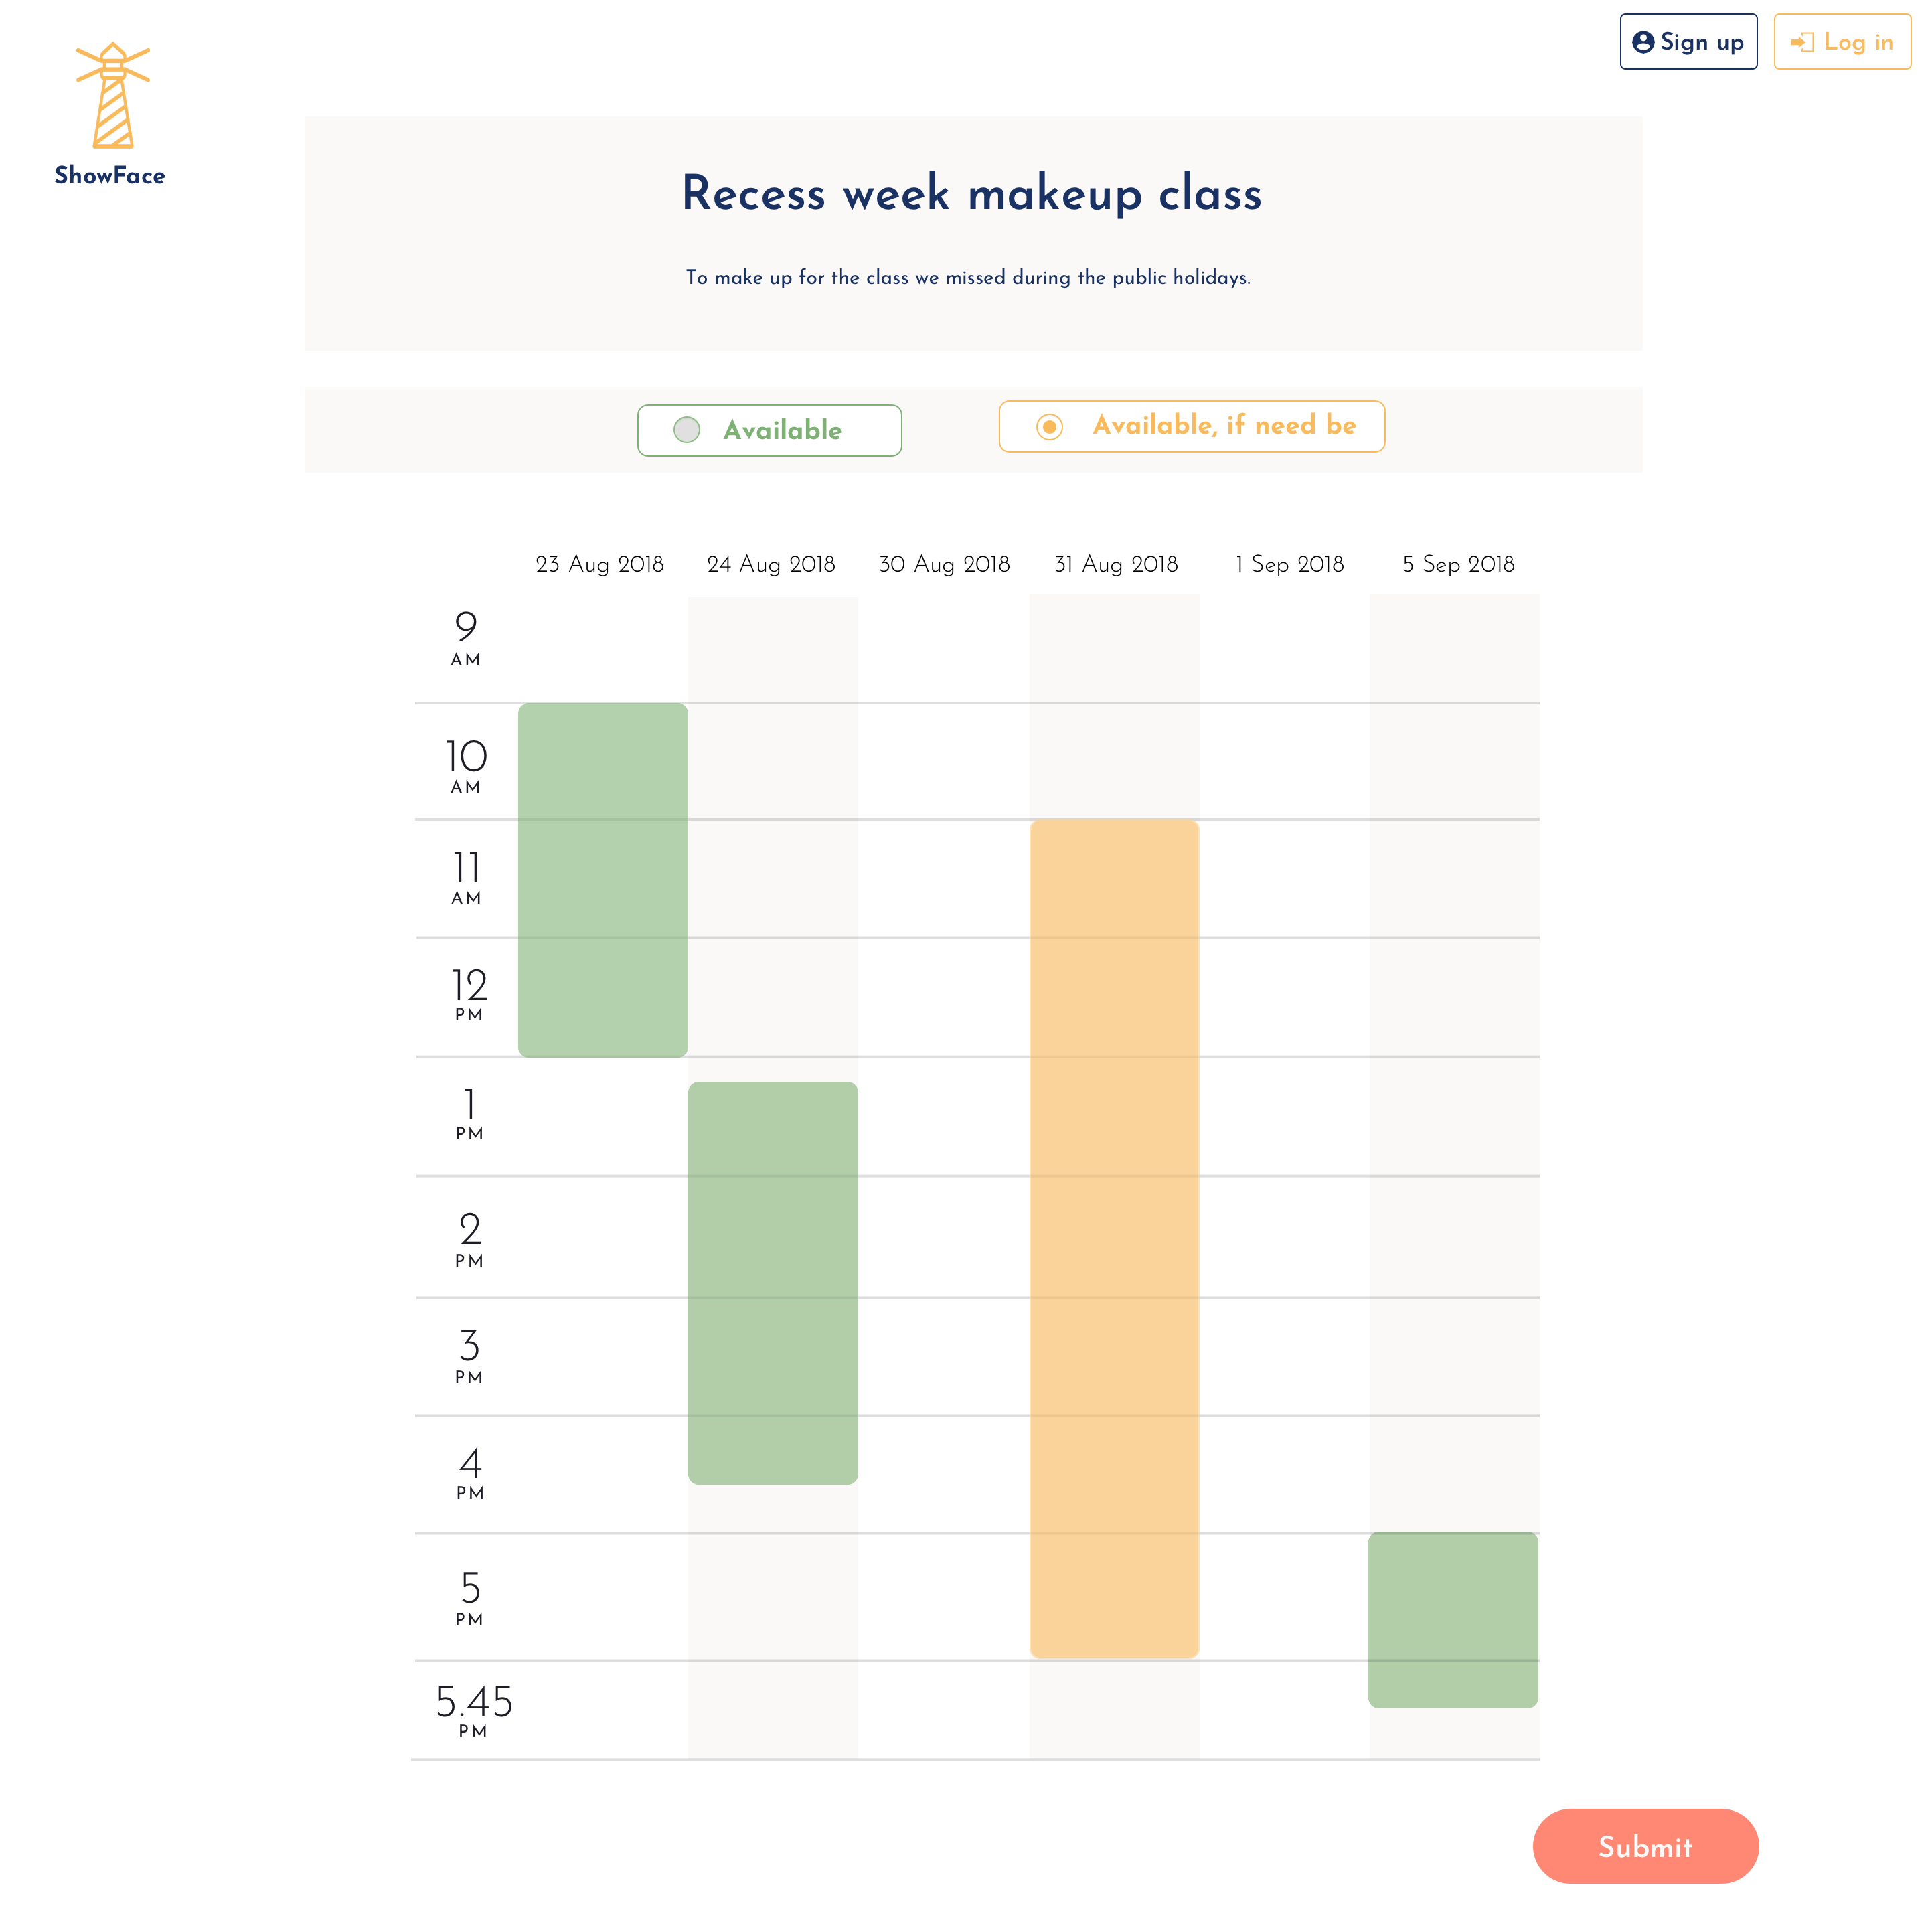 Sign up
Log in
ShowFace
Recess week makeup class
To make up for the class we missed during the public holidays.
Available
Available, if need be
23 Aug 2018 24 Aug 2018 30 Aug 2018 31 Aug 2018 1 Sep 2018 5 Sep 2018
9
AM
10
AM
11
AM
12
PM
1
PM
2
PM
3
PM
4
PM
5
PM
5.45
PM
Submit